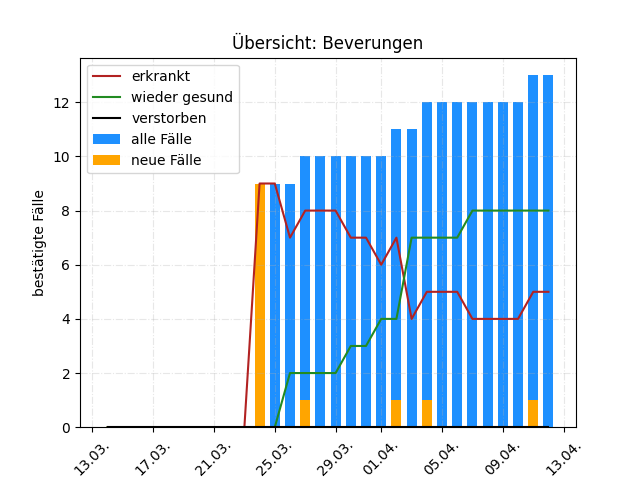 Übersicht: Beverungen
erkrankt
wieder gesund
verstorben
alle Fälle
neue Fälle
bestätigte Fälle
12
10
8
6
4
2
0
13.03.
17.03.
21.03.
25.03.
29.03.
01.04.
05.04.
09.04.
13.04.